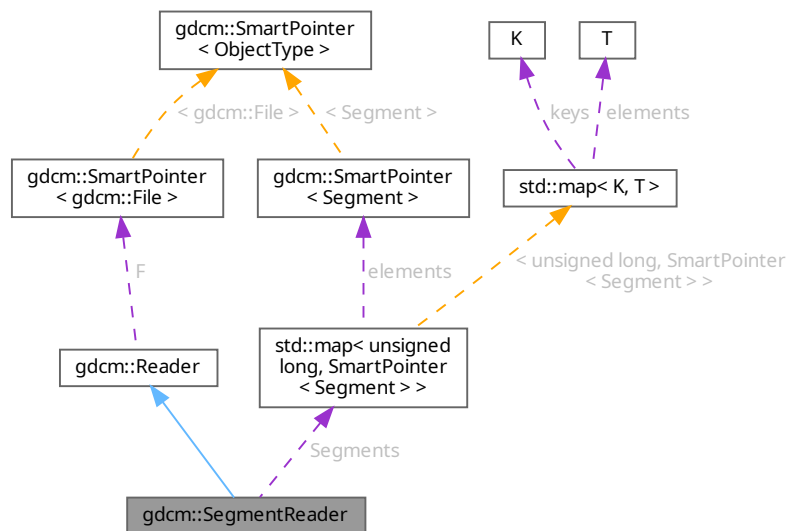 gdcm::SmartPointer
< ObjectType >
K
T
< gdcm::File >
< Segment >
keys
elements
gdcm::SmartPointer
< gdcm::File >
gdcm::SmartPointer
< Segment >
std::map< K, T >
F
elements
< unsigned long, SmartPointer
< Segment > >
gdcm::Reader
std::map< unsigned
long, SmartPointer
< Segment > >
Segments
gdcm::SegmentReader